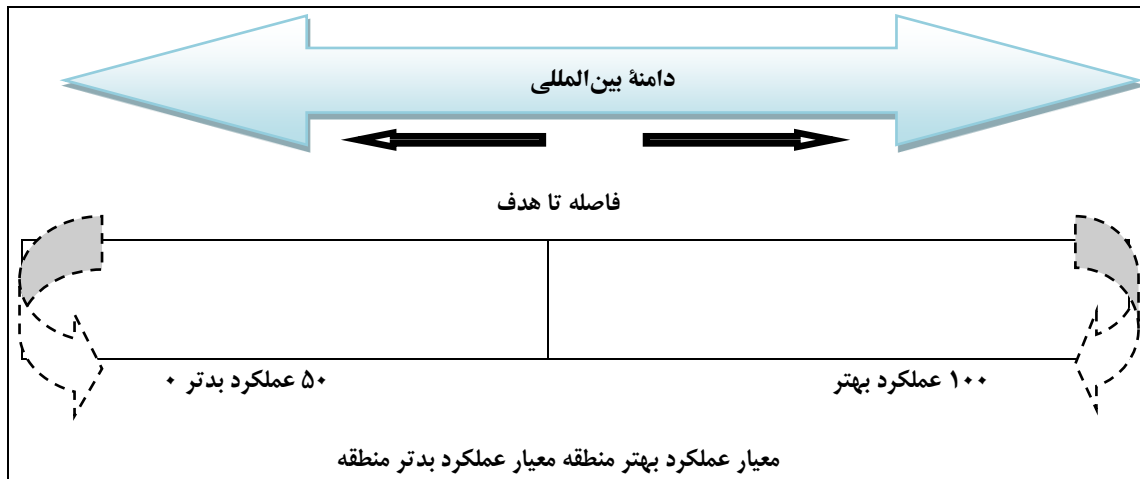 دامنۀ بین‌المللی
فاصله تا هدف
۱۰۰ عملکرد بهتر
۵۰ عملکرد بدتر ۰
معیار عملکرد بهتر منطقه معیار عملکرد بدتر منطقه